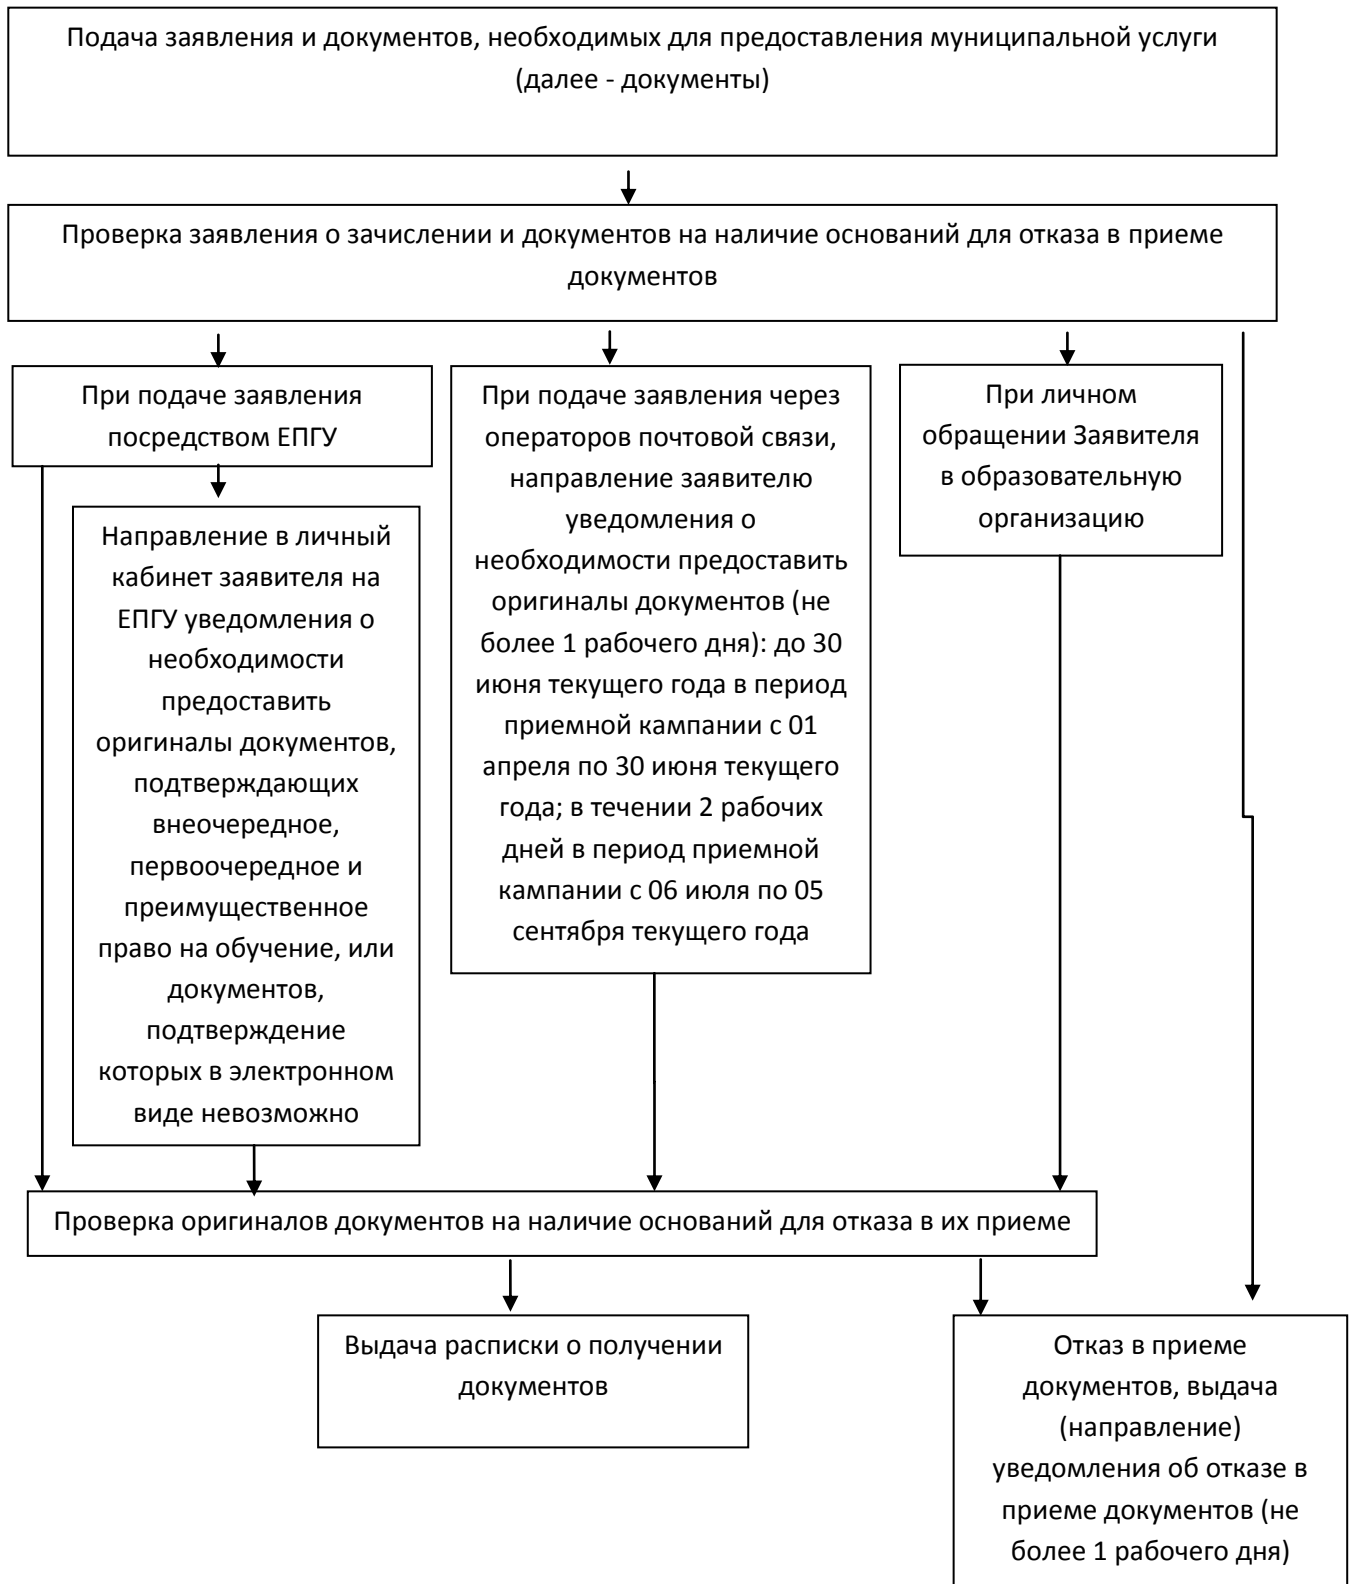 Подача заявления и документов, необходимых для предоставления муниципальной услуги
(далее - документы)
Проверка заявления о зачислении и документов на наличие оснований для отказа в приеме
документов
При подаче заявления
посредством ЕПГУ
Направление в личный
кабинет заявителя на
ЕПГУ уведомления о
необходимости
предоставить
оригиналы документов,
подтверждающих
внеочередное,
первоочередное и
преимущественное
право на обучение, или
документов,
подтверждение
которых в электронном
виде невозможно
При подаче заявления через
операторов почтовой связи,
направление заявителю
уведомления о
необходимости предоставить
оригиналы документов (не
более 1 рабочего дня): до 30
июня текущего года в период
приемной кампании с 01
апреля по 30 июня текущего
года; в течении 2 рабочих
дней в период приемной
кампании с 06 июля по 05
сентября текущего года
При личном
обращении Заявителя
в образовательную
организацию
Проверка оригиналов документов на наличие оснований для отказа в их приеме
Выдача расписки о получении
документов
Отказ в приеме
документов, выдача
(направление)
уведомления об отказе в
приеме документов (не
более 1 рабочего дня)